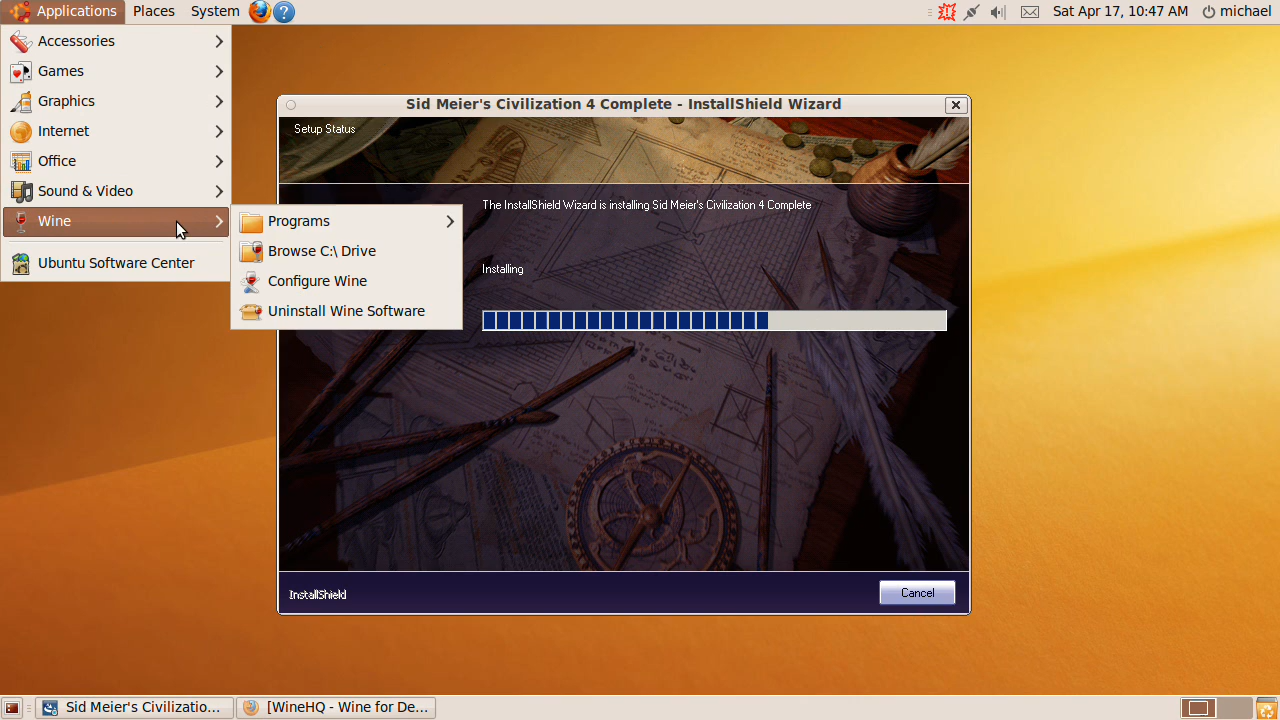 Applications Places System Sat Apr 17, 10:47 AM michael
Accessories
Games
Graphics
Internet
Office
Sound & Video
Wine
Ubuntu Software Center
Programs
Browse C:\ Drive
Configure Wine
Uninstall Wine Software
Sid Meier's Civilization 4 Complete - InstallShield Wizard
Setup Status
The InstallShield Wizard is installing Sid Meier's Civilization 4 Complete
Installing
InstallShield
Cancel
Sid Meier's Civilizatio... [WineHQ - Wine for De...